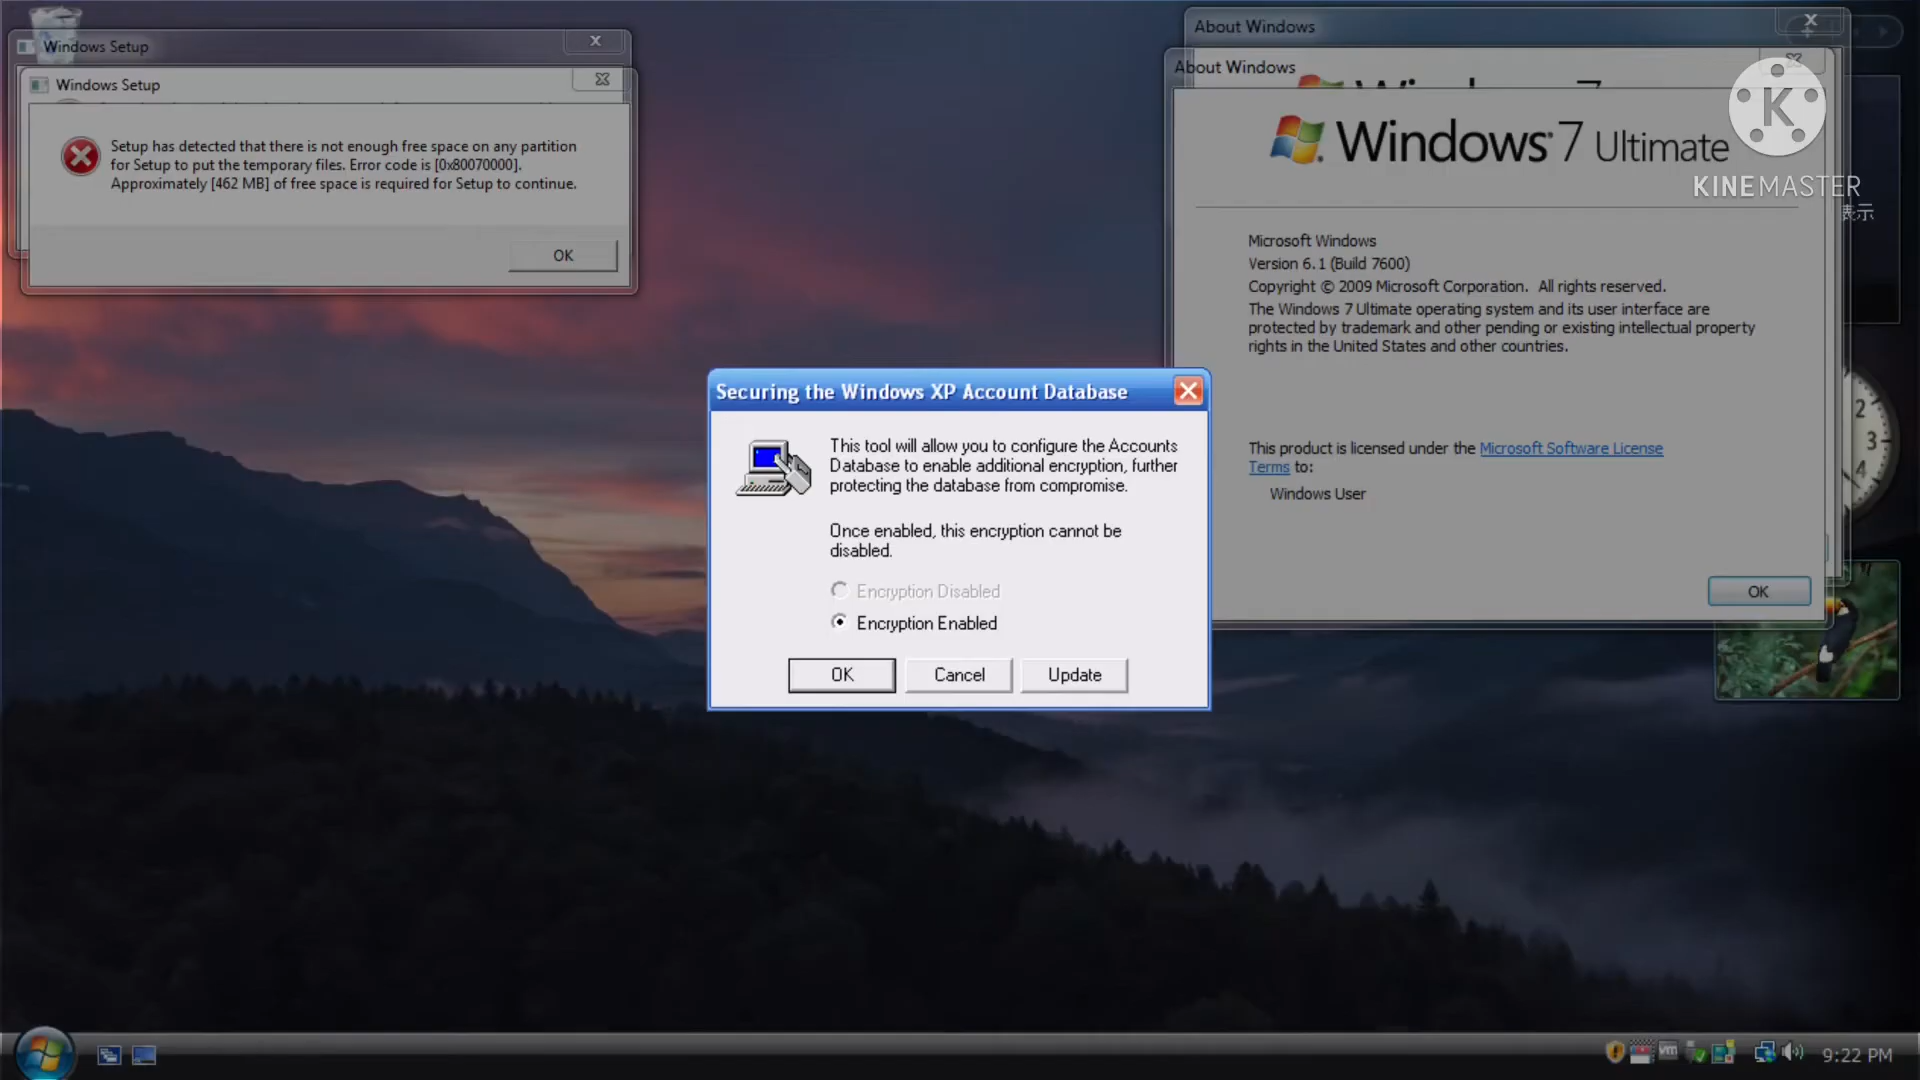 Windows Setup
Windows Setup
Setup has detected that there is not enough free space on any partition
for Setup to put the temporary files. Error code is [0x80070000].
Approximately [462 MB] of free space is required for Setup to continue.
OK
About Windows
About Windows
Windows 7 Ultimate
K
KINEMASTER
表示
Microsoft Windows
Version 6.1 (Build 7600)
Copyright © 2009 Microsoft Corporation. All rights reserved.
The Windows 7 Ultimate operating system and its user interface are
protected by trademark and other pending or existing intellectual property
rights in the United States and other countries.
This product is licensed under the Microsoft Software License
Terms to:
Windows User
OK
2
3
4
Securing the Windows XP Account Database
This tool will allow you to configure the Accounts
Database to enable additional encryption, further
protecting the database from compromise.
Once enabled, this encryption cannot be
disabled.
Encryption Disabled
Encryption Enabled
OK Cancel Update
vm
9:22 PM